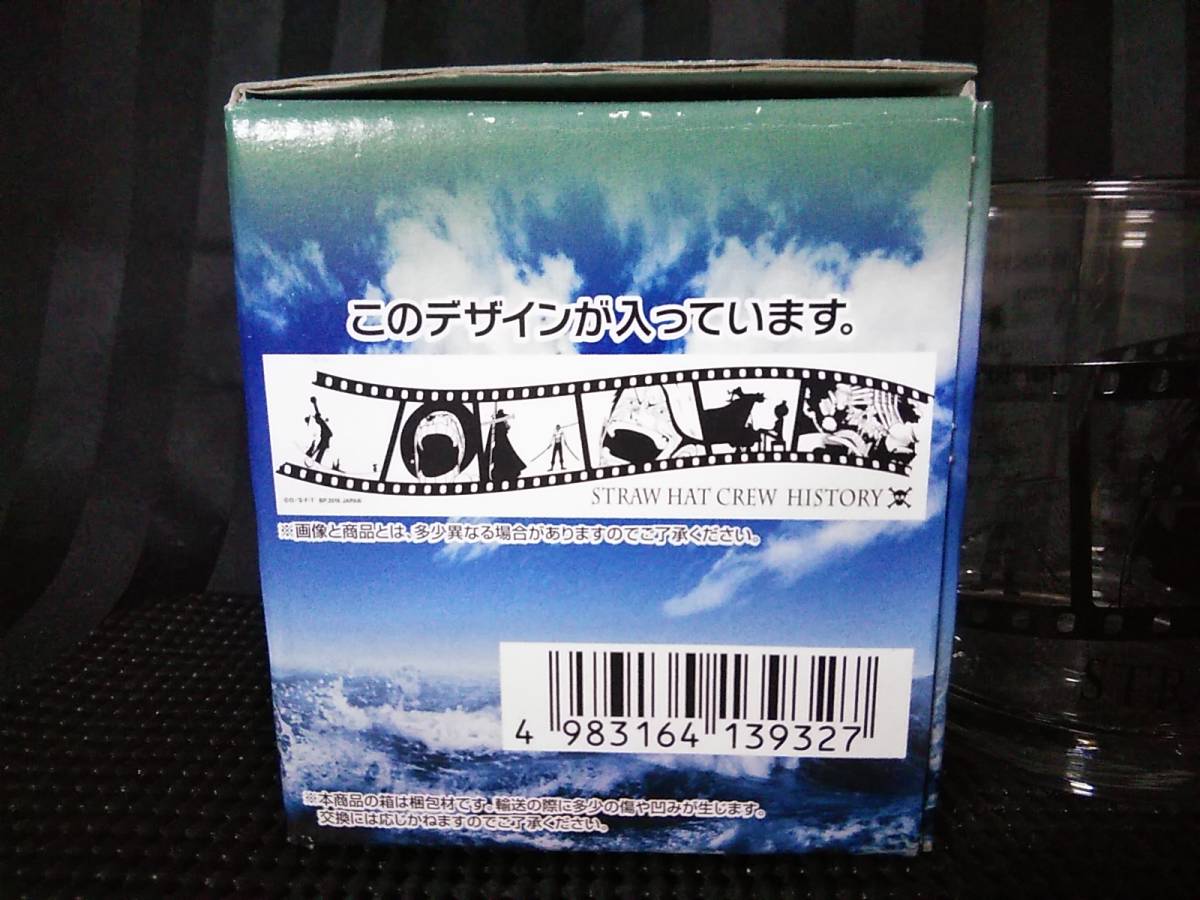 このデザインが入っています。
STRAW HAT CREW HISTORY
©O/S･F･T BP 2016 JAPAN
※画像と商品とは、多少異なる場合がありますのでご了承ください。
4 983164 139327
※本商品の箱は梱包材です。輸送の際に多少の傷や凹みが生じます。
交換には応じかねますのでご了承ください。
STR